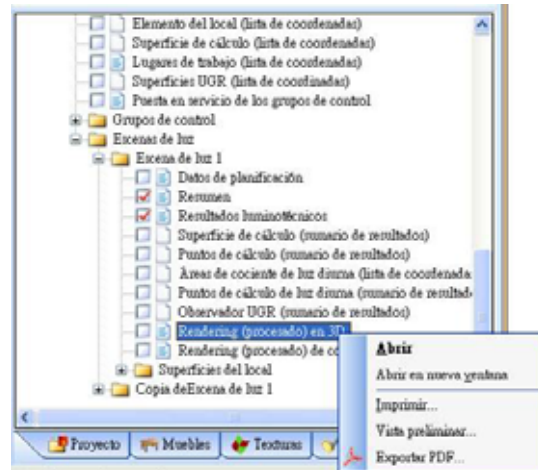 Elemento del local (lista de coordenadas)
Superficie de cálculo (lista de coordenadas)
Lugares de trabajo (lista de coordenadas)
Superficies UGR (lista de coordinadas)
Puesta en servicio de los grupos de control
Grupos de control
Escenas de luz
Escena de luz 1
Datos de planificación
Resumen
Resultados luminotécnicos
Superficie de cálculo (sumario de resultados)
Puntos de cálculo (sumario de resultados)
Areas de cociente de luz diurna (lista de coordenada
Puntos de cálculo de luz diurna (sumario de resultad
Observador UGR (sumario de resultados)
Rendering (procesado) en 3D
Rendering (procesado) de co
Superficies del local
Copia deEscena de luz 1
Abrir
Abrir en nueva ventana
Imprimir...
Vista preliminar...
Exportar PDF...
Proyecto Muebles Texturas